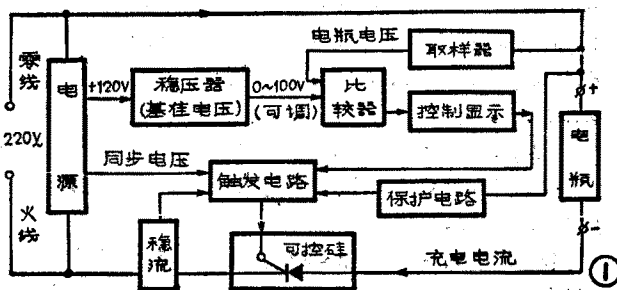 零线
220V
火线
电
源
+120V
稳压器
(基准电压)
0~100V
(可调)
电瓶电压
取样器
比
较器
控制显示
+
电
瓶
-
同步电压
触发电路
保护电路
稳
流
可控硅
充电电流
①